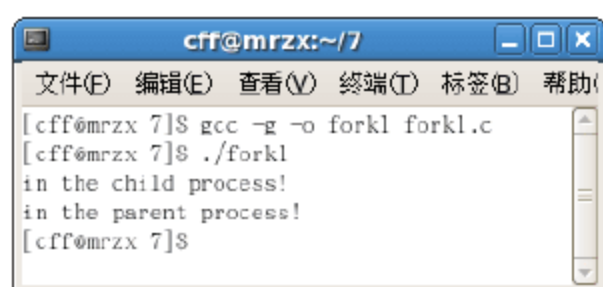 cff@mrzx:~/7
文件(F) 编辑(E) 查看(V) 终端(T) 标签(B) 帮助(
[cff@mrzx 7]$ gcc -g -o fork1 fork1.c
[cff@mrzx 7]$ ./fork1
in the child process!
in the parent process!
[cff@mrzx 7]$